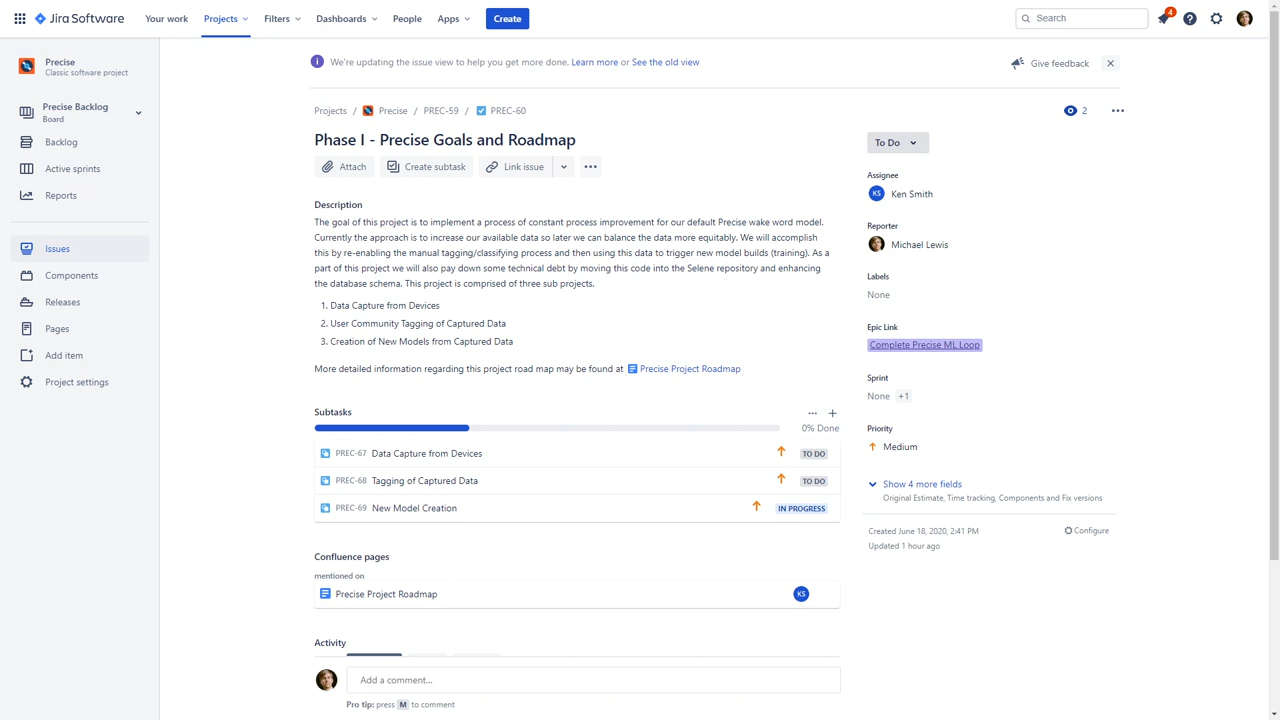 Jira Software
Your work
Projects
Filters
Dashboards
People
Apps
Create
Search
4
Precise
Classic software project
Precise Backlog
Board
Backlog
Active sprints
Reports
Issues
Components
Releases
Pages
Add item
Project settings
We're updating the issue view to help you get more done. Learn more or See the old view
Give feedback
Projects / Precise / PREC-59 / PREC-60
2
Phase I - Precise Goals and Roadmap
Attach
Create subtask
Link issue
Description
The goal of this project is to implement a process of constant process improvement for our default Precise wake word model.
Currently the approach is to increase our available data so later we can balance the data more equitably. We will accomplish
this by re-enabling the manual tagging/classifying process and then using this data to trigger new model builds (training). As a
part of this project we will also pay down some technical debt by moving this code into the Selene repository and enhancing
the database schema. This project is comprised of three sub projects.
1. Data Capture from Devices
2. User Community Tagging of Captured Data
3. Creation of New Models from Captured Data
More detailed information regarding this project road map may be found at Precise Project Roadmap
Subtasks
0% Done
PREC-67 Data Capture from Devices TO DO
PREC-68 Tagging of Captured Data TO DO
PREC-69 New Model Creation IN PROGRESS
Confluence pages
mentioned on
Precise Project Roadmap KS
Activity
Add a comment...
Pro tip: press M to comment
To Do
Assignee
KS Ken Smith
Reporter
Michael Lewis
Labels
None
Epic Link
Complete Precise ML Loop
Sprint
None +1
Priority
Medium
Show 4 more fields
Original Estimate, Time tracking, Components and Fix versions
Created June 18, 2020, 2:41 PM
Configure
Updated 1 hour ago